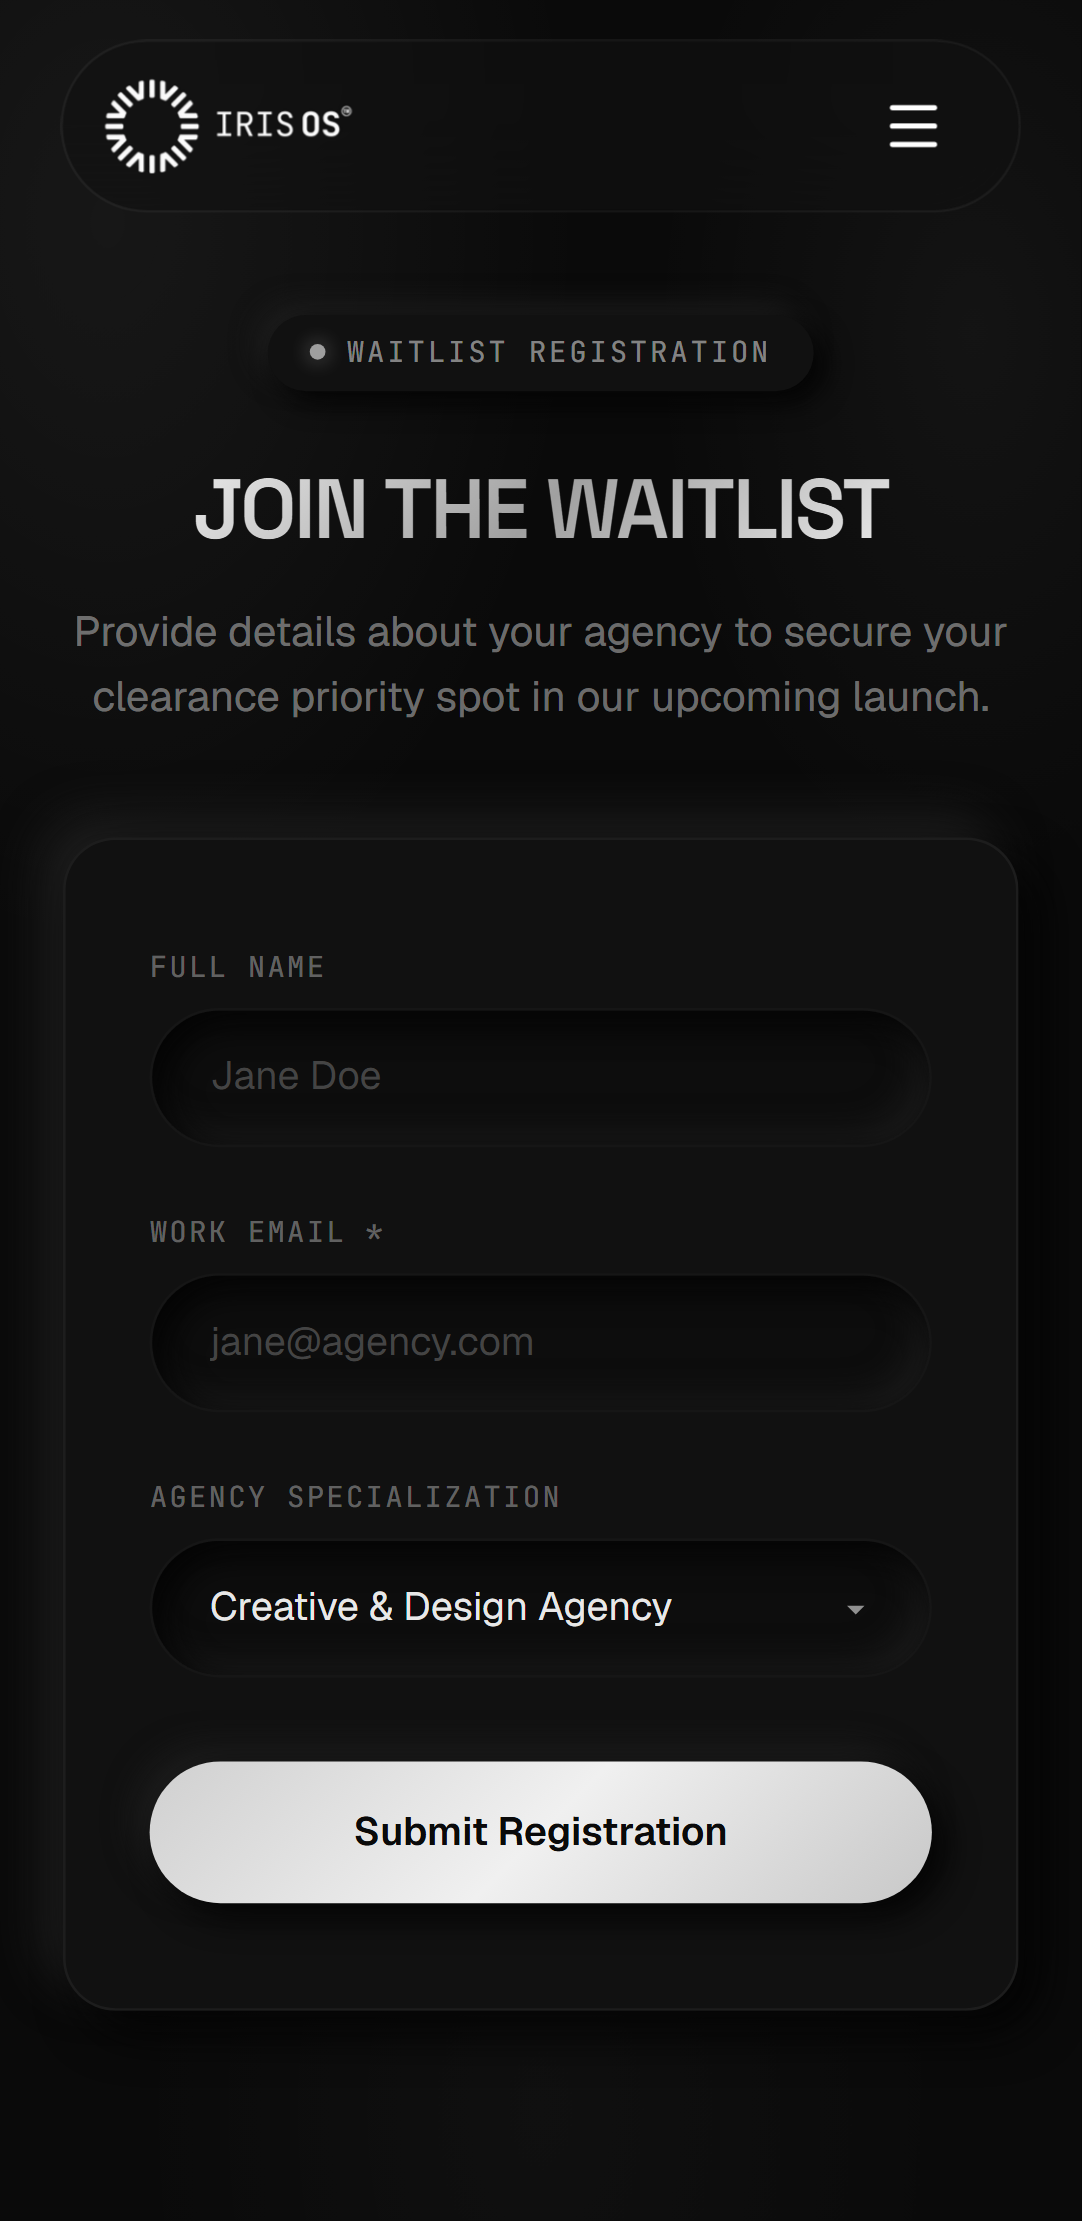 IRIS OS
WAITLIST REGISTRATION
JOIN THE WAITLIST
Provide details about your agency to secure your
clearance priority spot in our upcoming launch.
FULL NAME
Jane Doe
WORK EMAIL *
jane@agency.com
AGENCY SPECIALIZATION
Creative & Design Agency
Submit Registration